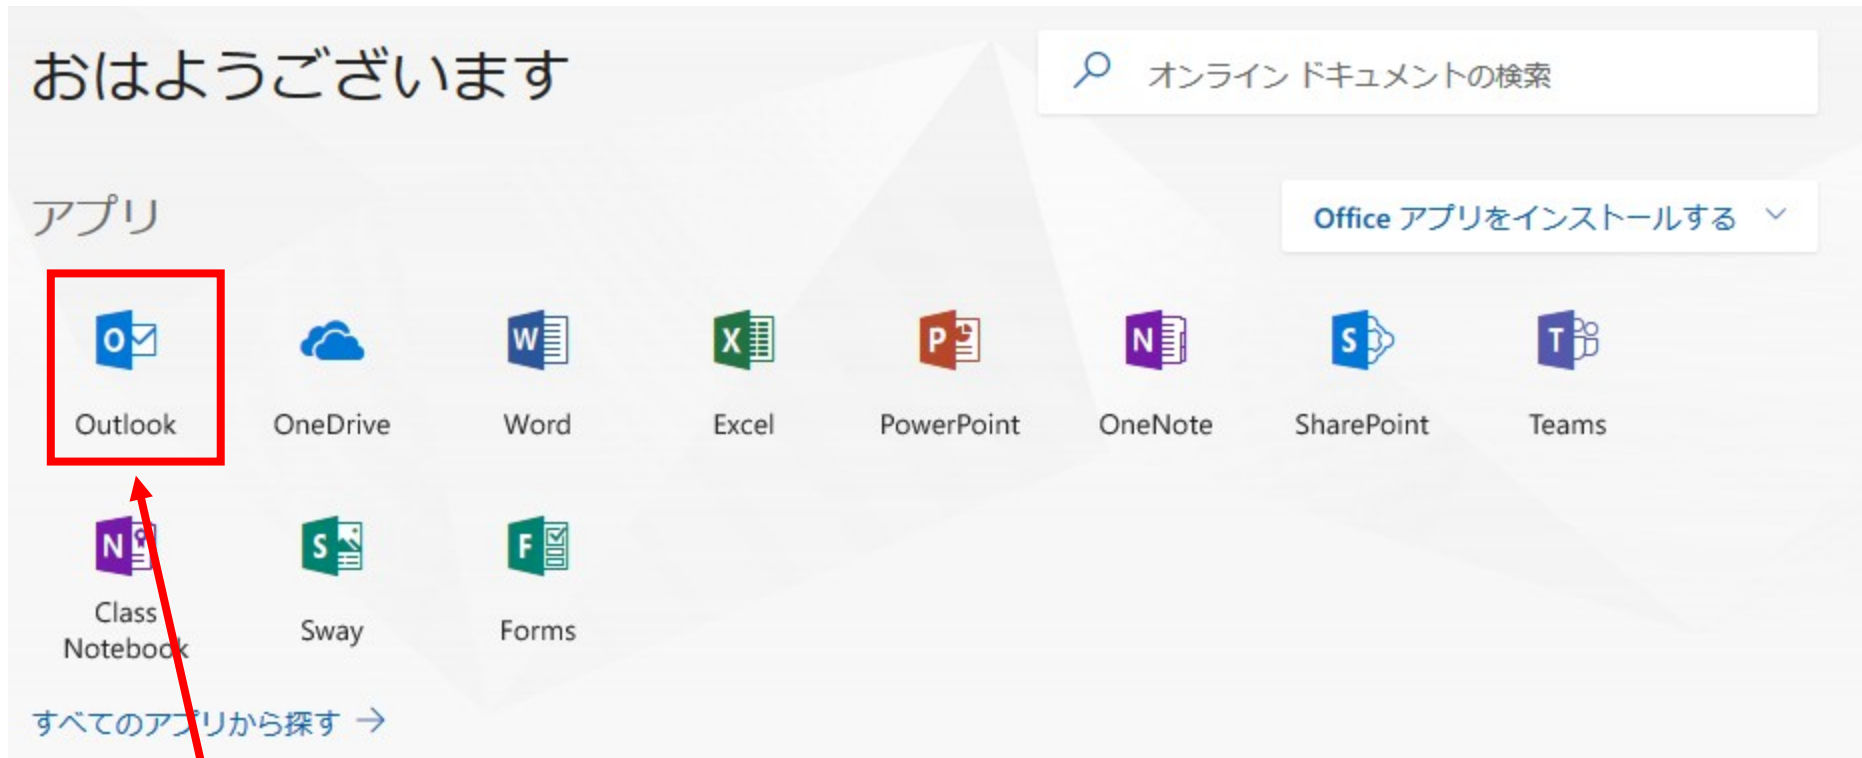 おはようございます
オンライン ドキュメントの検索
アプリ
Office アプリをインストールする
Outlook
OneDrive
Word
Excel
PowerPoint
OneNote
SharePoint
Teams
Class
Notebook
Sway
Forms
すべてのアプリから探す →